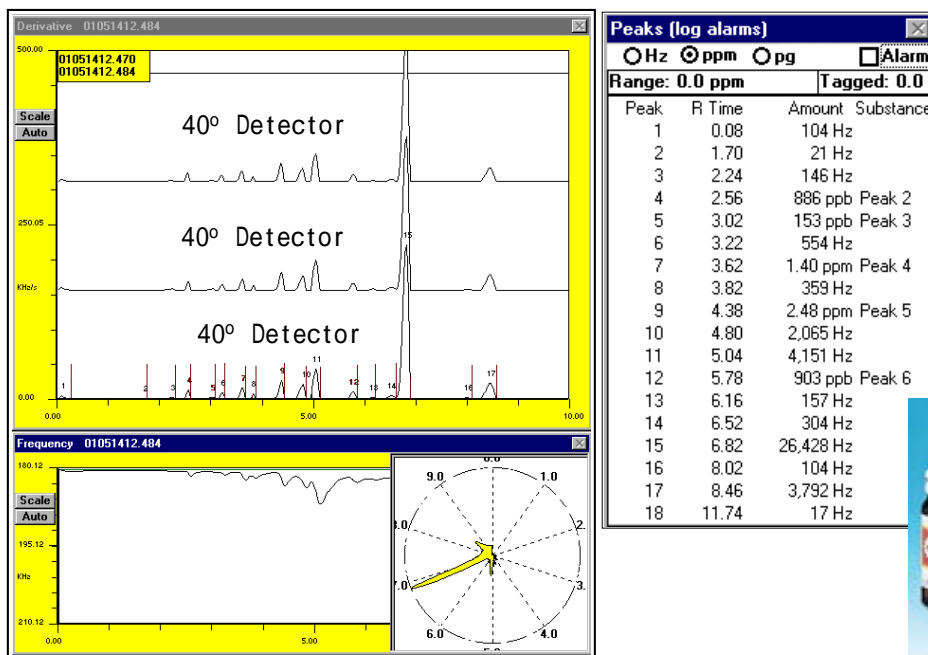 Derivative 01051412.484
500.00
01051412.470
01051412.484
Scale
Auto
40º Detector
250.05
40º Detector
15
KHz/s
40º Detector
1 2 3 4 5 6 7 8 9 10 11 12 13 14 16 17
0.00
0.00 5.00 10.00
Frequency 01051412.484
180.12
Scale
Auto
195.12
KHz
210.12
0.00 5.00
0.0
9.0 1.0
8.0 2.
7.0 3.
6.0 4.0
5.0
Peaks (log alarms)
Hz ppm pg Alarm
Range: 0.0 ppm Tagged: 0.0
Peak R Time Amount Substance
1 0.08 104 Hz
2 1.70 21 Hz
3 2.24 146 Hz
4 2.56 886 ppb Peak 2
5 3.02 153 ppb Peak 3
6 3.22 554 Hz
7 3.62 1.40 ppm Peak 4
8 3.82 359 Hz
9 4.38 2.48 ppm Peak 5
10 4.80 2,065 Hz
11 5.04 4,151 Hz
12 5.78 903 ppb Peak 6
13 6.16 157 Hz
14 6.52 304 Hz
15 6.82 26,428 Hz
16 8.02 104 Hz
17 8.46 3,792 Hz
18 11.74 17 Hz